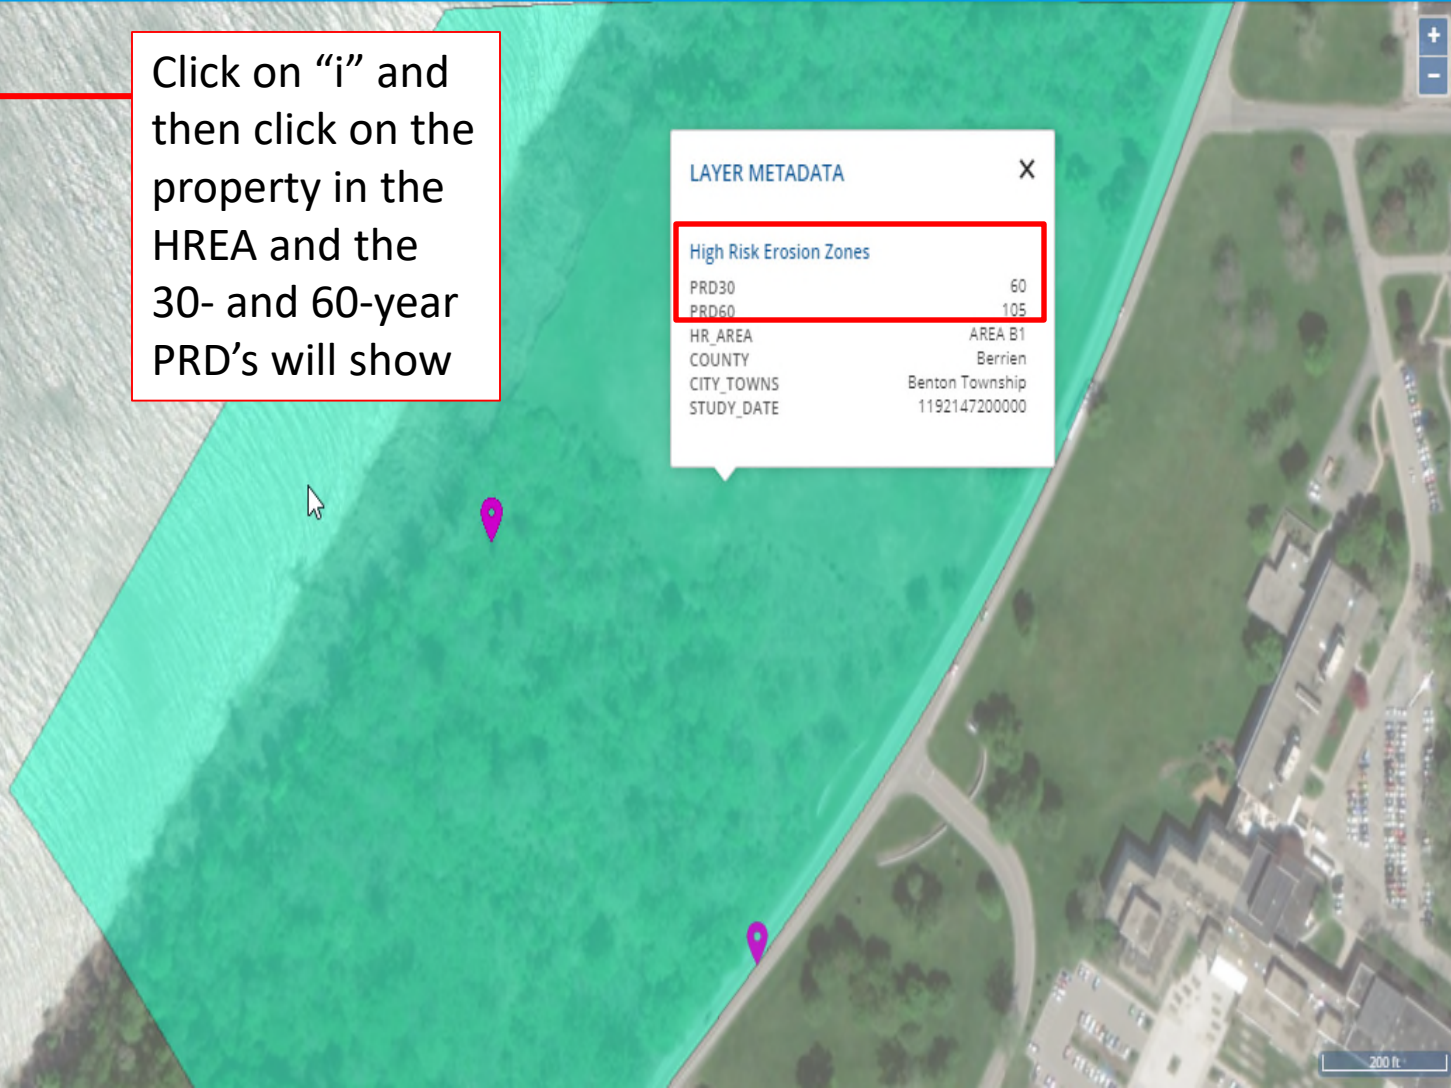 Click on “i” and
then click on the
property in the
HREA and the
30- and 60-year
PRD’s will show
LAYER METADATA X
High Risk Erosion Zones
PRD30 60
PRD60 105
HR_AREA AREA B1
COUNTY Berrien
CITY_TOWNS Benton Township
STUDY_DATE 1192147200000
+
−
200 ft